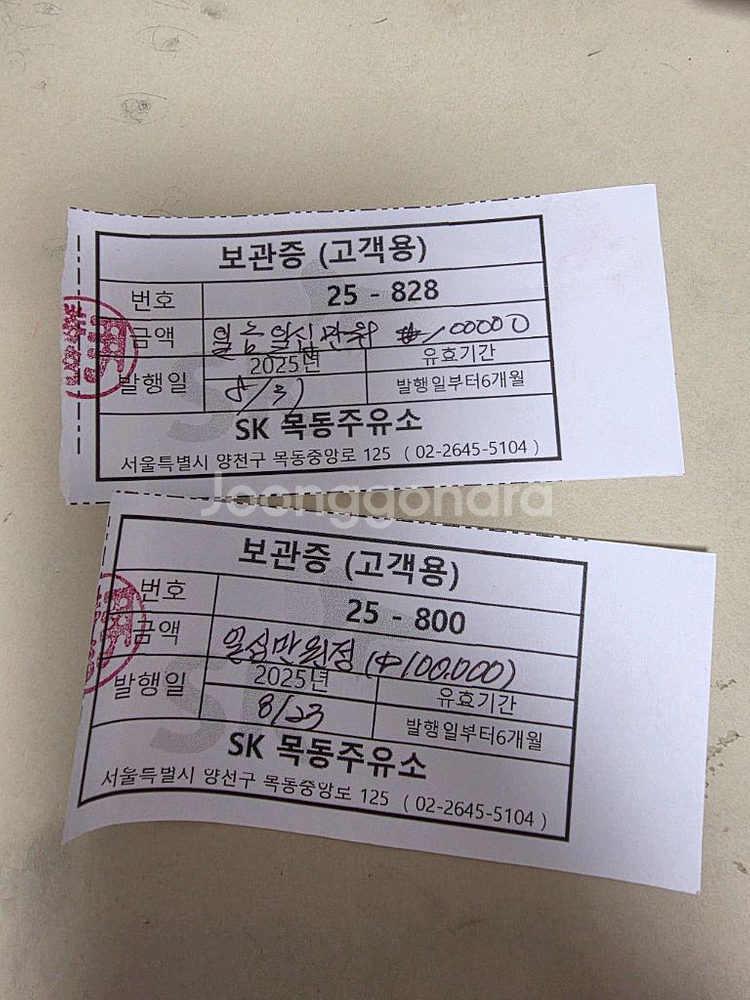 보관증 (고객용)
번호 25 - 828
금액 일금일십만원 ₩100000
발행일 2025년 유효기간
8/31 발행일부터6개월
SK 목동주유소
서울특별시 양천구 목동중앙로 125 (02-2645-5104)
Joonggonara
보관증 (고객용)
번호 25 - 800
금액 일십만원정 (₩100.000)
발행일 2025년 유효기간
8/23 발행일부터6개월
SK 목동주유소
서울특별시 양천구 목동중앙로 125 (02-2645-5104)